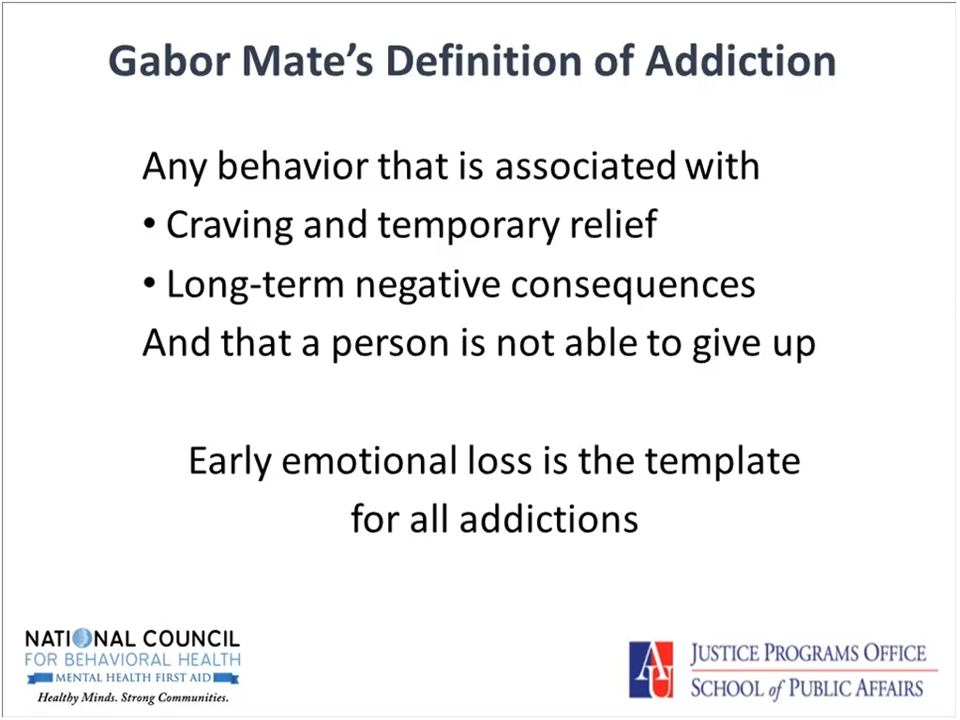 Gabor Mate's Definition of Addiction
Any behavior that is associated with
• Craving and temporary relief
• Long-term negative consequences
And that a person is not able to give up
Early emotional loss is the template
for all addictions
NATIONAL COUNCIL
FOR BEHAVIORAL HEALTH
MENTAL HEALTH FIRST AID
Healthy Minds. Strong Communities.
AU
JUSTICE PROGRAMS OFFICE
SCHOOL of PUBLIC AFFAIRS